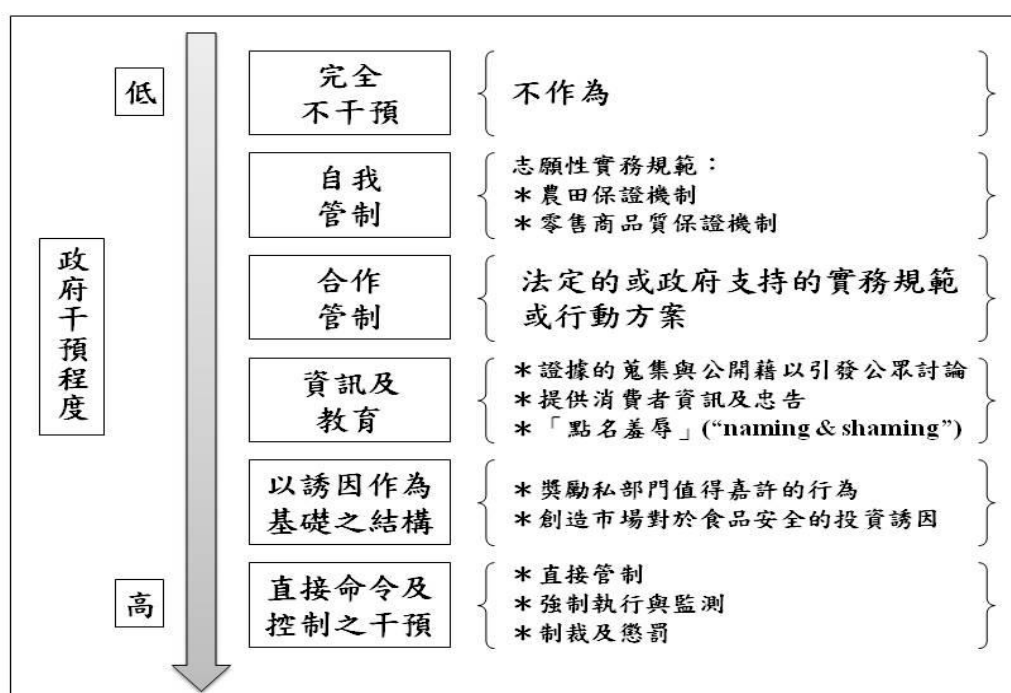 低
完全
不干預
不作為
自我
管制
志願性實務規範：
＊農田保證機制
＊零售商品質保證機制
政府干預程度
合作
管制
法定的或政府支持的實務規範
或行動方案
資訊及
教育
＊證據的蒐集與公開藉以引發公眾討論
＊提供消費者資訊及忠告
＊「點名羞辱」(“naming & shaming”)
以誘因作為
基礎之結構
＊獎勵私部門值得嘉許的行為
＊創造市場對於食品安全的投資誘因
高
直接命令及
控制之干預
＊直接管制
＊強制執行與監測
＊制裁及懲罰